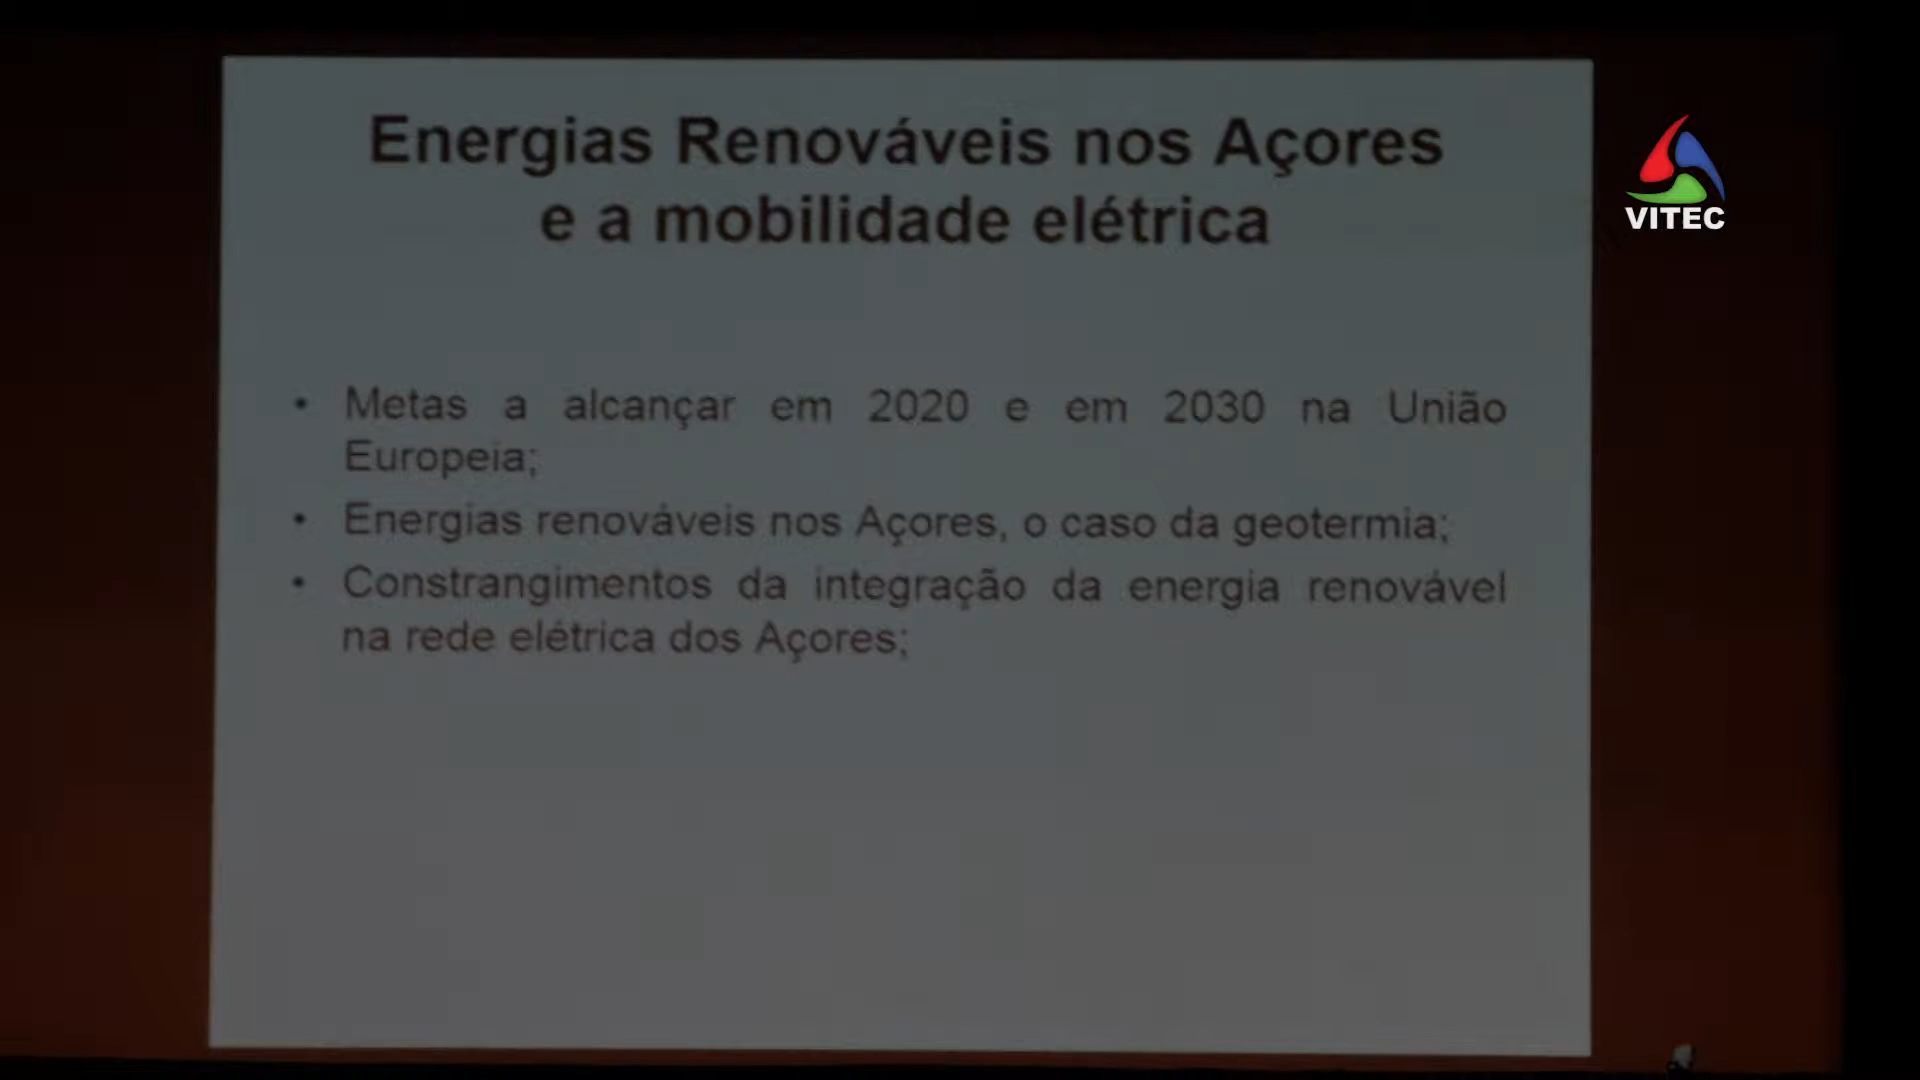 Energias Renováveis nos Açores
e a mobilidade elétrica
VITEC
• Metas a alcançar em 2020 e em 2030 na União
Europeia;
• Energias renováveis nos Açores, o caso da geotermia;
• Constrangimentos da integração da energia renovável
na rede elétrica dos Açores;